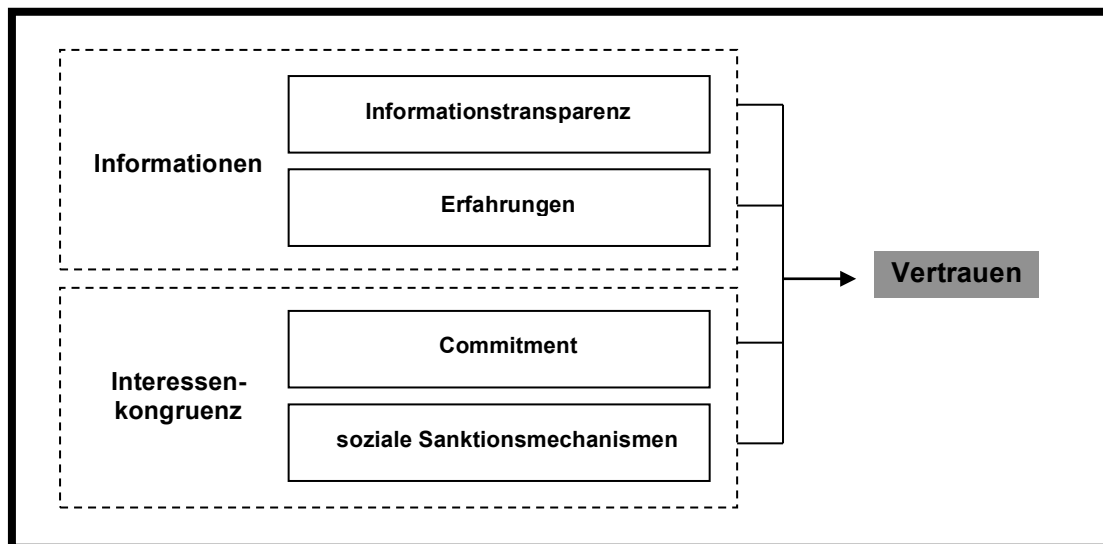 Informationen
Informationstransparenz
Erfahrungen
Interessen-
kongruenz
Commitment
soziale Sanktionsmechanismen
Vertrauen